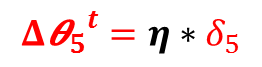 Δ𝜽₅ᵗ = 𝜼 * δ₅